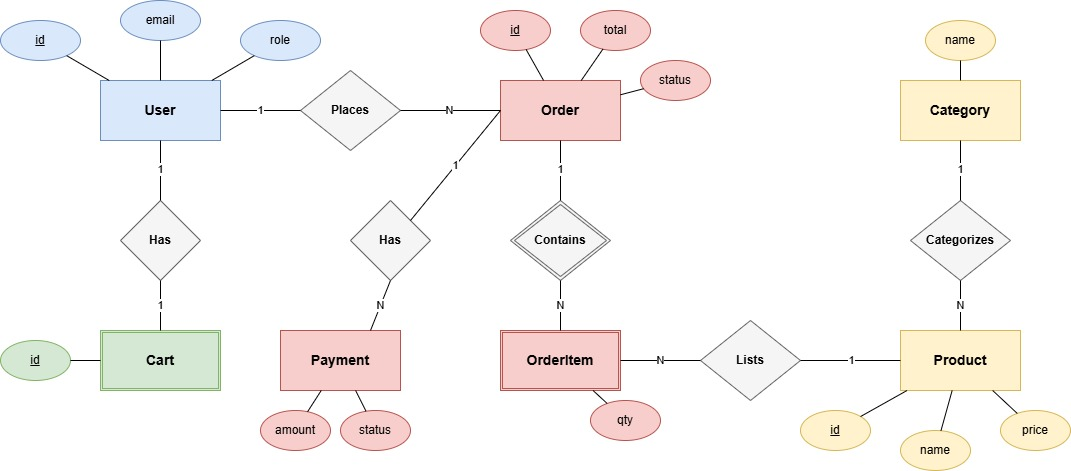 id
email
role
id
total
status
name
User
1
Places
N
Order
Category
1
1
1
1
Has
Has
Contains
Categorizes
1
N
N
N
id
Cart
Payment
OrderItem
N
Lists
1
Product
amount
status
qty
id
name
price